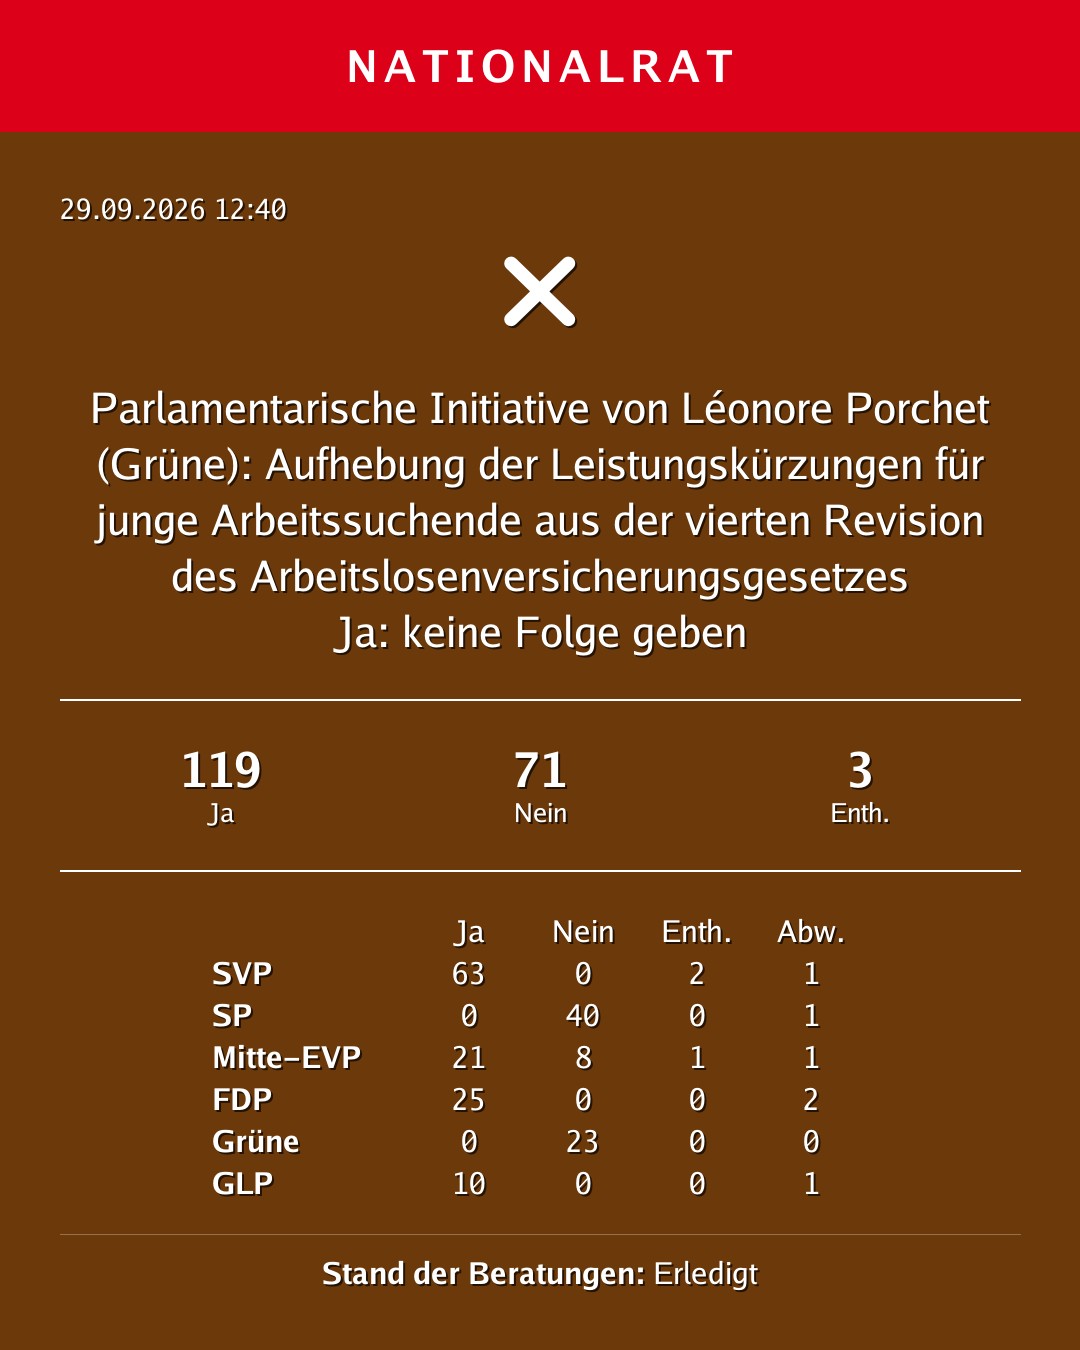 NATIONALRAT
29.09.2026 12:40
Parlamentarische Initiative von Léonore Porchet
(Grüne): Aufhebung der Leistungskürzungen für
junge Arbeitssuchende aus der vierten Revision
des Arbeitslosenversicherungsgesetzes
Ja: keine Folge geben
119 71 3
Ja Nein Enth.
Ja Nein Enth. Abw.
SVP 63 0 2 1
SP 0 40 0 1
Mitte-EVP 21 8 1 1
FDP 25 0 0 2
Grüne 0 23 0 0
GLP 10 0 0 1
Stand der Beratungen: Erledigt